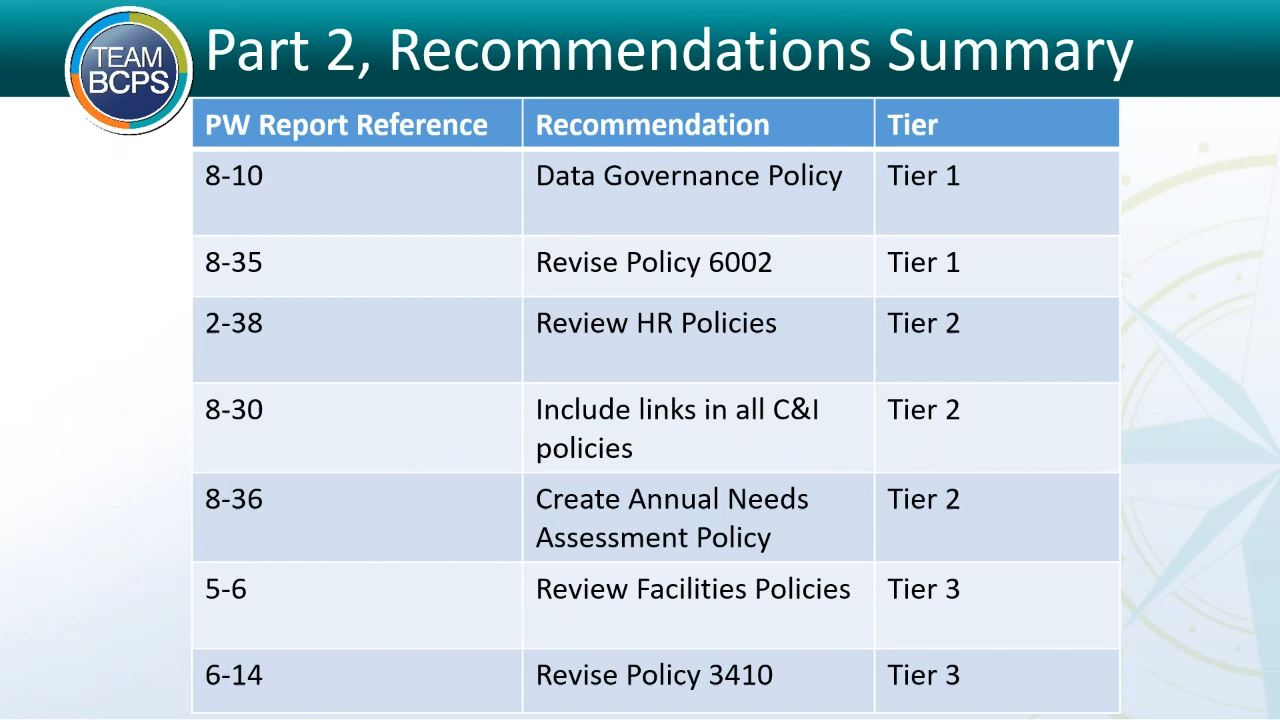 TEAM
BCPS
Part 2, Recommendations Summary
PW Report Reference Recommendation Tier
8-10 Data Governance Policy Tier 1
8-35 Revise Policy 6002 Tier 1
2-38 Review HR Policies Tier 2
8-30 Include links in all C&I Tier 2
policies
8-36 Create Annual Needs Tier 2
Assessment Policy
5-6 Review Facilities Policies Tier 3
6-14 Revise Policy 3410 Tier 3